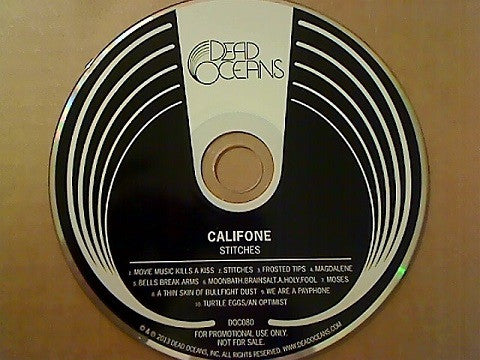 DEAD
OCEANS
CALIFONE
STITCHES
1. MOVIE MUSIC KILLS A KISS 2. STITCHES 3. FROSTED TIPS 4. MAGDALENE
5. BELLS BREAK ARMS 6. MOONBATH.BRAINSALT.A.HOLY.FOOL 7. MOSES
8. A THIN SKIN OF BULLFIGHT DUST 9. WE ARE A PAYPHONE
10. TURTLE EGGS/AN OPTIMIST
DOC080
FOR PROMOTIONAL USE ONLY.
NOT FOR SALE.
℗ & © 2013 DEAD OCEANS, INC. ALL RIGHTS RESERVED. WWW.DEADOCEANS.COM